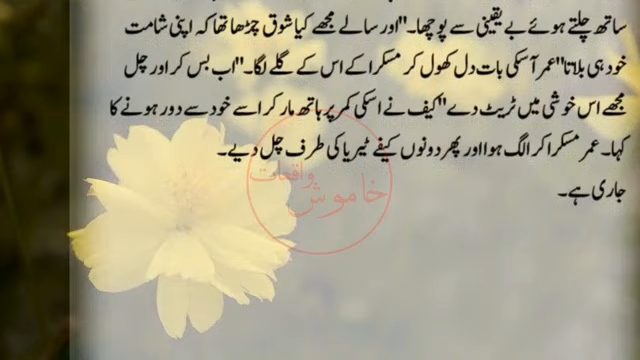 ساتھ چلتے ہوئے بے یقینی سے پوچھا۔"اور سالے مجھے کیا شوق چڑھا تھا کہ اپنی شامت
خود ہی بلاتا"عمر آسکی بات دل کھول کر مسکرا کے اس کے گلے لگا۔"اب بس کر اور چل
مجھے اس خوشی میں ٹریٹ دے"کیف نے اسکی کمر پر ہاتھ مار کر اسے خود سے دور ہونے کا
کہا۔عمر مسکرا کر الگ ہوا اور پھر دونوں کیفے ٹیریا کی طرف چل دیے۔
جاری ہے۔
خاموش واقعات